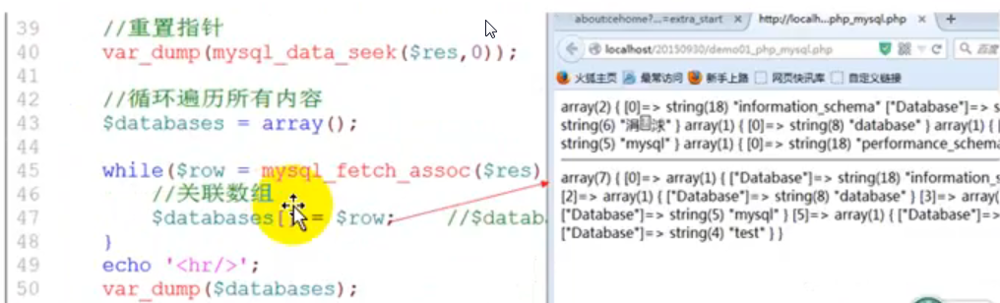 39 //重置指针
40 var_dump(mysql_data_seek($res,0));
41
42 //循环遍历所有内容
43 $databases = array();
44
45 while($row = mysql_fetch_assoc($res)
46 //关联数组
47 $databases[]= $row; //$datab
48 }
49 echo '<hr/>';
50 var_dump($databases);
about:cehome?...=extra_start × http://localh...php_mysql.php × +
localhost/20150930/demo01_php_mysql.php 百度
火狐主页 最常访问 新手上路 网页快讯库 自定义链接
array(2) { [0]=> string(18) "information_schema" ["Database"]=> s
string(6) " " } array(1) { [0]=> string(8) "database" } array(1) { [
string(5) "mysql" } array(1) { [0]=> string(18) "performance_schema
array(7) { [0]=> array(1) { ["Database"]=> string(18) "information_s
[2]=> array(1) { ["Database"]=> string(8) "database" } [3]=> array(
["Database"]=> string(5) "mysql" } [5]=> array(1) { ["Database"]=>
["Database"]=> string(4) "test" } }